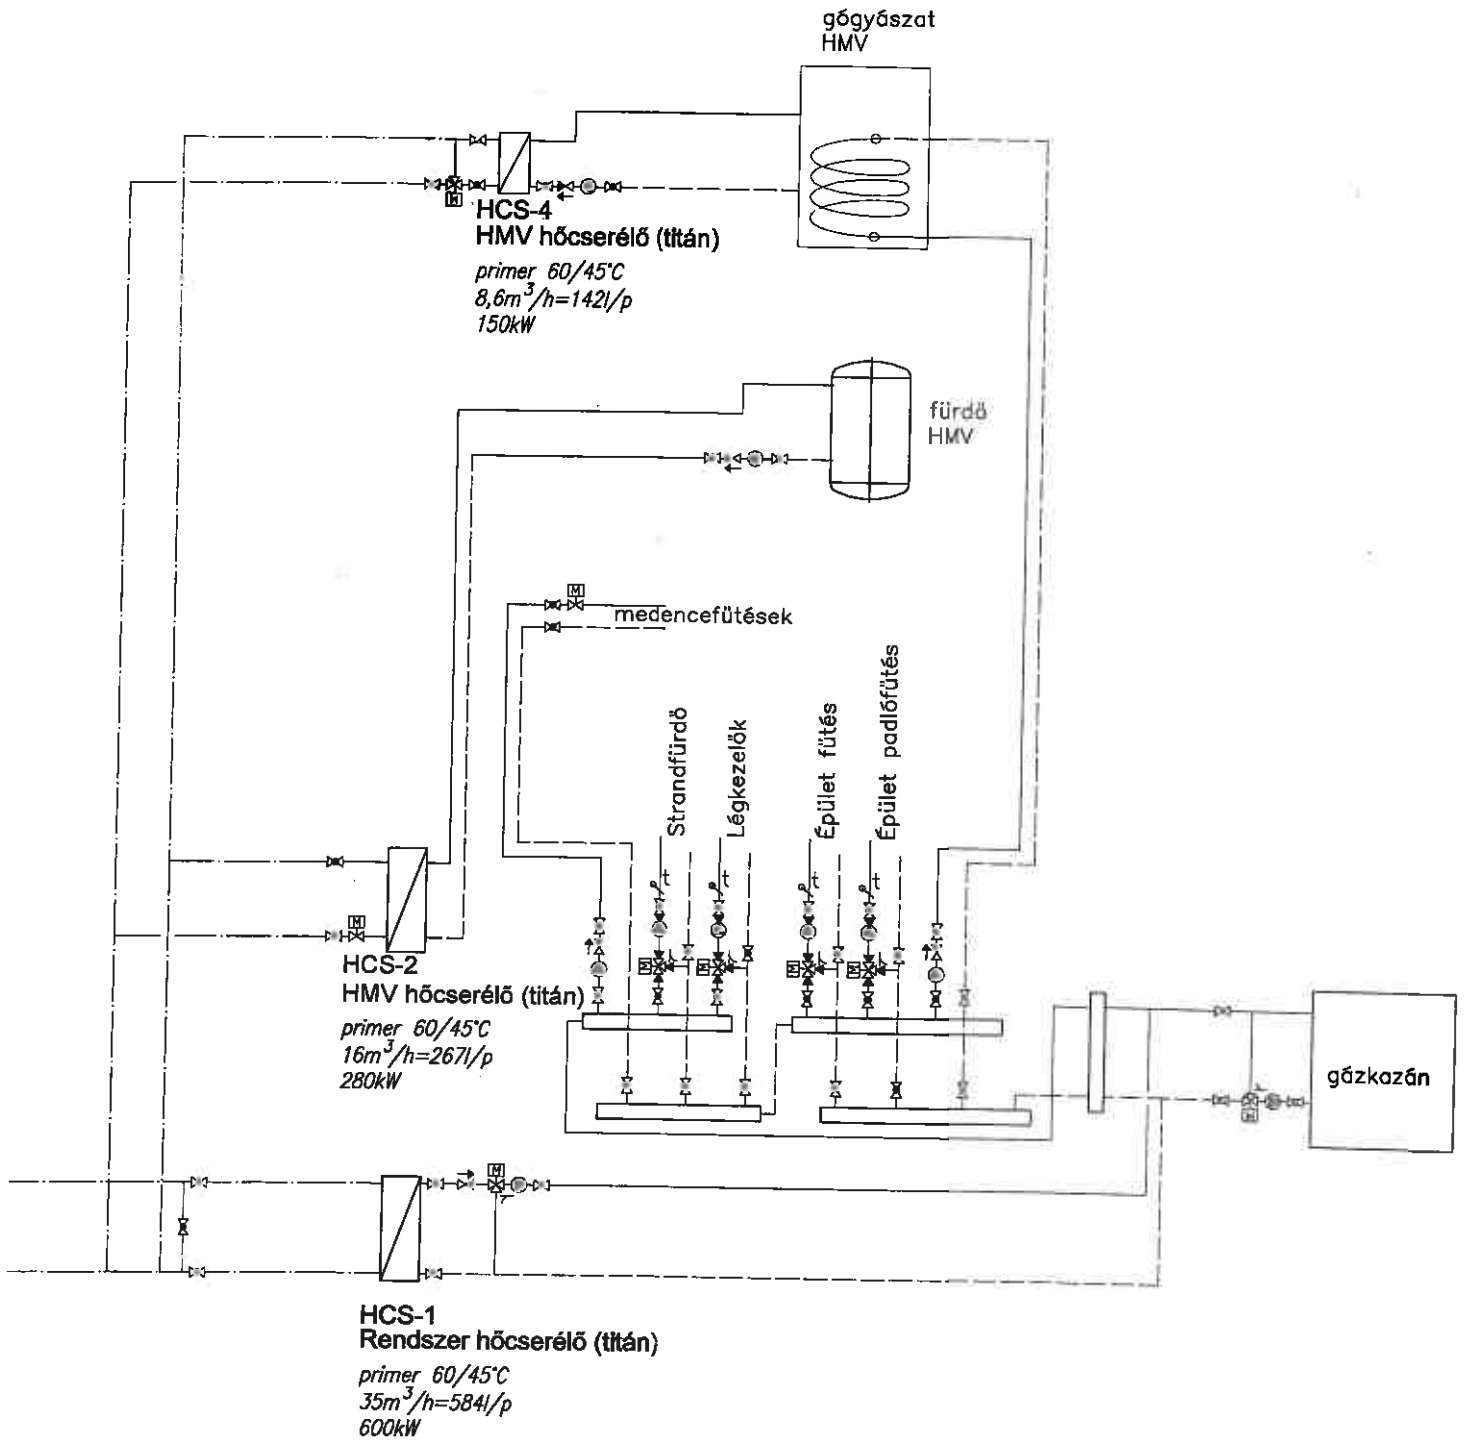 gógyászat
HMV
HCS-4
HMV hőcserélő (titán)
primer 60/45°C
8,6m³/h=142l/p
150kW
fürdő
HMV
M
medencefűtések
Strandfürdő
Légkezelők
Épület fűtés
Épület padlófűtés
M
HCS-2
HMV hőcserélő (titán)
primer 60/45°C
16m³/h=267l/p
280kW
M
M
M
M
gázkazán
M
HCS-1
Rendszer hőcserélő (titán)
primer 60/45°C
35m³/h=584l/p
600kW